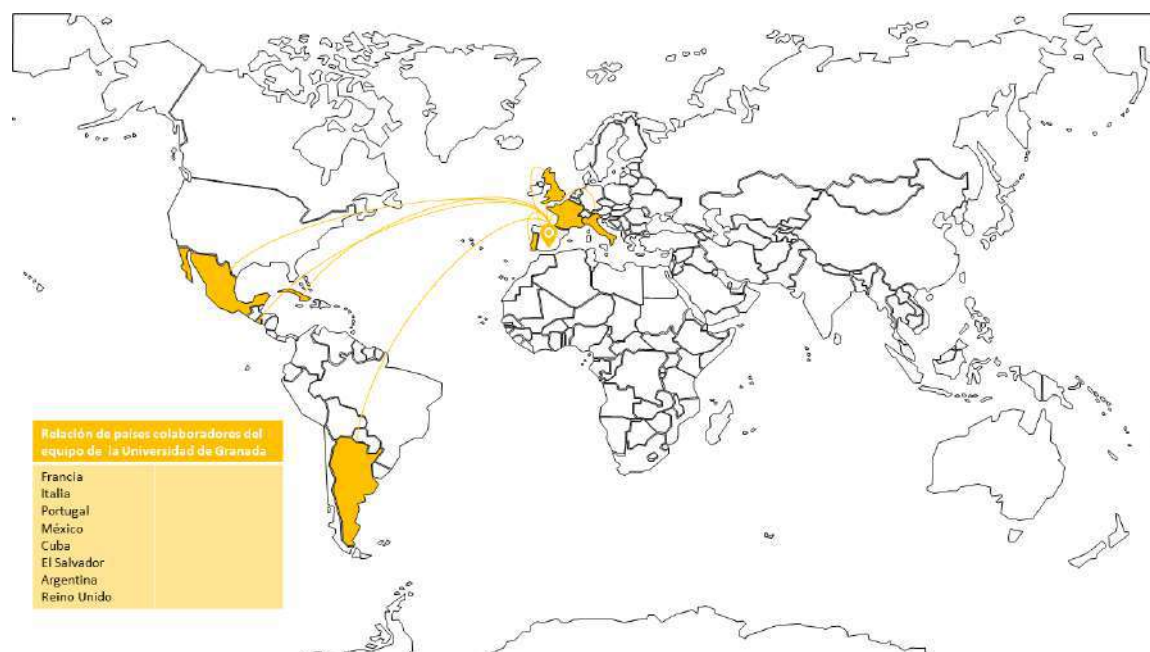 Relación de países colaboradores del
equipo de la Universidad de Granada
Francia
Italia
Portugal
México
Cuba
El Salvador
Argentina
Reino Unido